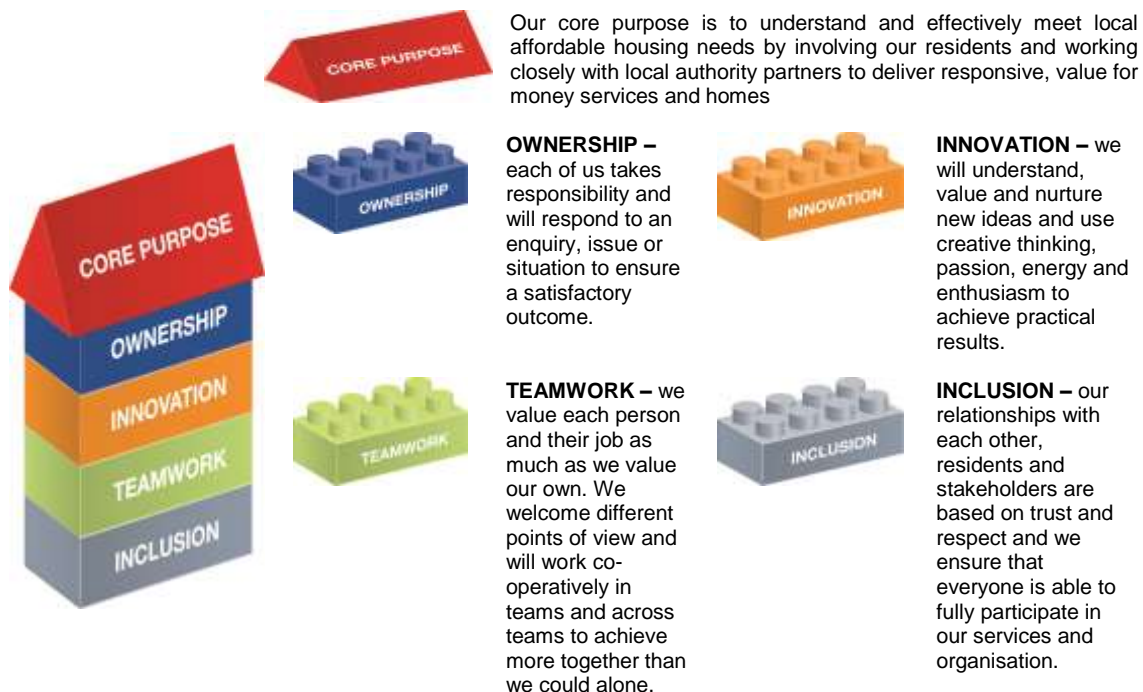 CORE PURPOSE
Our core purpose is to understand and effectively meet local
affordable housing needs by involving our residents and working
closely with local authority partners to deliver responsive, value for
money services and homes
CORE PURPOSE
OWNERSHIP
INNOVATION
TEAMWORK
INCLUSION
OWNERSHIP
OWNERSHIP –
each of us takes
responsibility and
will respond to an
enquiry, issue or
situation to ensure
a satisfactory
outcome.
INNOVATION
INNOVATION – we
will understand,
value and nurture
new ideas and use
creative thinking,
passion, energy and
enthusiasm to
achieve practical
results.
TEAMWORK
TEAMWORK – we
value each person
and their job as
much as we value
our own. We
welcome different
points of view and
will work co-
operatively in
teams and across
teams to achieve
more together than
we could alone.
INCLUSION
INCLUSION – our
relationships with
each other,
residents and
stakeholders are
based on trust and
respect and we
ensure that
everyone is able to
fully participate in
our services and
organisation.